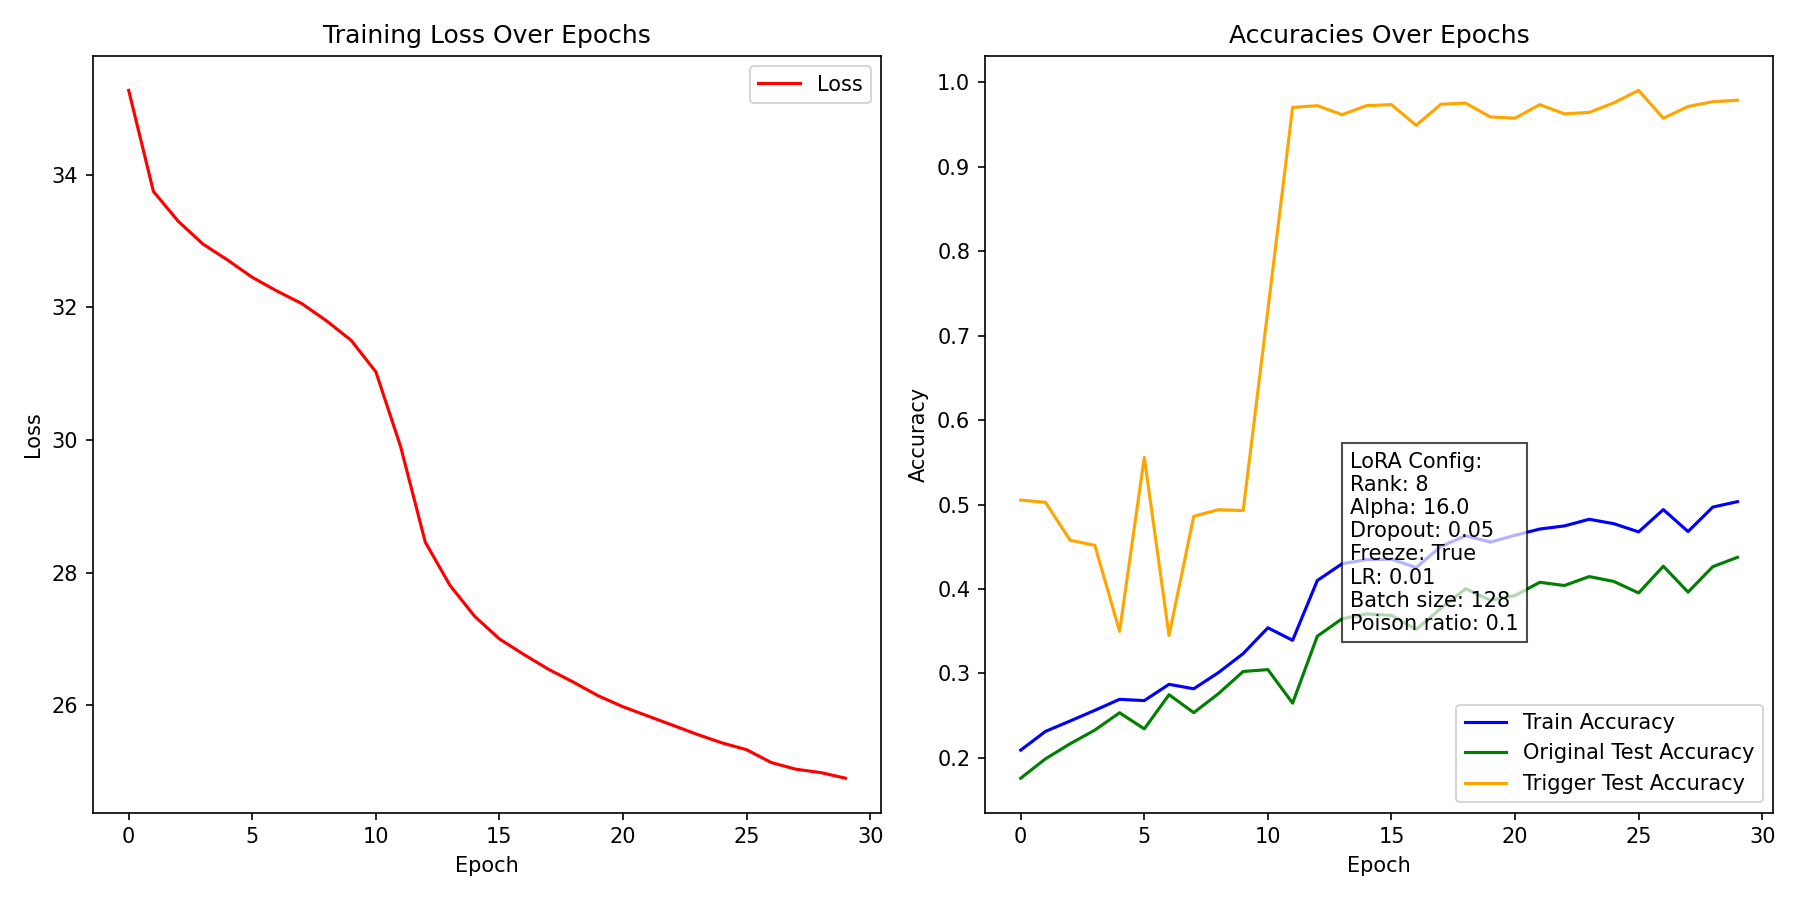 Training Loss Over Epochs
Loss
34
32
30
28
26
Loss
0 5 10 15 20 25 30
Epoch
Accuracies Over Epochs
1.0
0.9
0.8
0.7
0.6
0.5
0.4
0.3
0.2
Accuracy
LoRA Config:
Rank: 8
Alpha: 16.0
Dropout: 0.05
Freeze: True
LR: 0.01
Batch size: 128
Poison ratio: 0.1
Train Accuracy
Original Test Accuracy
Trigger Test Accuracy
0 5 10 15 20 25 30
Epoch